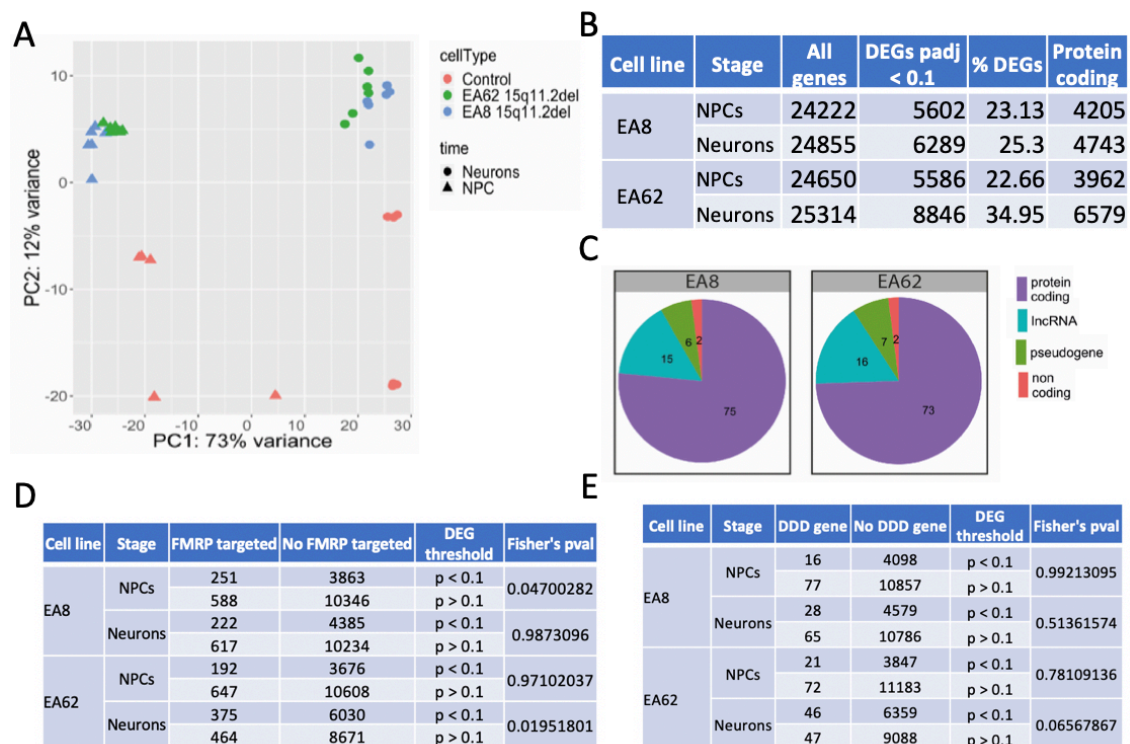 A
10
0
-10
-20
PC2: 12% variance
-30
-20
-10
0
10
20
30
PC1: 73% variance
cellType
Control
EA62 15q11.2del
EA8 15q11.2del
time
Neurons
NPC
B
Cell line Stage All genes DEGs padj < 0.1 % DEGs Protein coding
EA8 NPCs 24222 5602 23.13 4205
Neurons 24855 6289 25.3 4743
EA62 NPCs 24650 5586 22.66 3962
Neurons 25314 8846 34.95 6579
C
EA8
75
15
6
2
EA62
73
16
7
2
protein
coding
lncRNA
pseudogene
non
coding
D
Cell line Stage FMRP targeted No FMRP targeted DEG threshold Fisher's pval
EA8 NPCs 251 3863 p < 0.1 0.04700282
588 10346 p > 0.1
Neurons 222 4385 p < 0.1 0.9873096
617 10234 p > 0.1
EA62 NPCs 192 3676 p < 0.1 0.97102037
647 10608 p > 0.1
Neurons 375 6030 p < 0.1 0.01951801
464 8671 p > 0.1
E
Cell line Stage DDD gene No DDD gene DEG threshold Fisher's pval
EA8 NPCs 16 4098 p < 0.1 0.99213095
77 10857 p > 0.1
Neurons 28 4579 p < 0.1 0.51361574
65 10786 p > 0.1
EA62 NPCs 21 3847 p < 0.1 0.78109136
72 11183 p > 0.1
Neurons 46 6359 p < 0.1 0.06567867
47 9088 p > 0.1